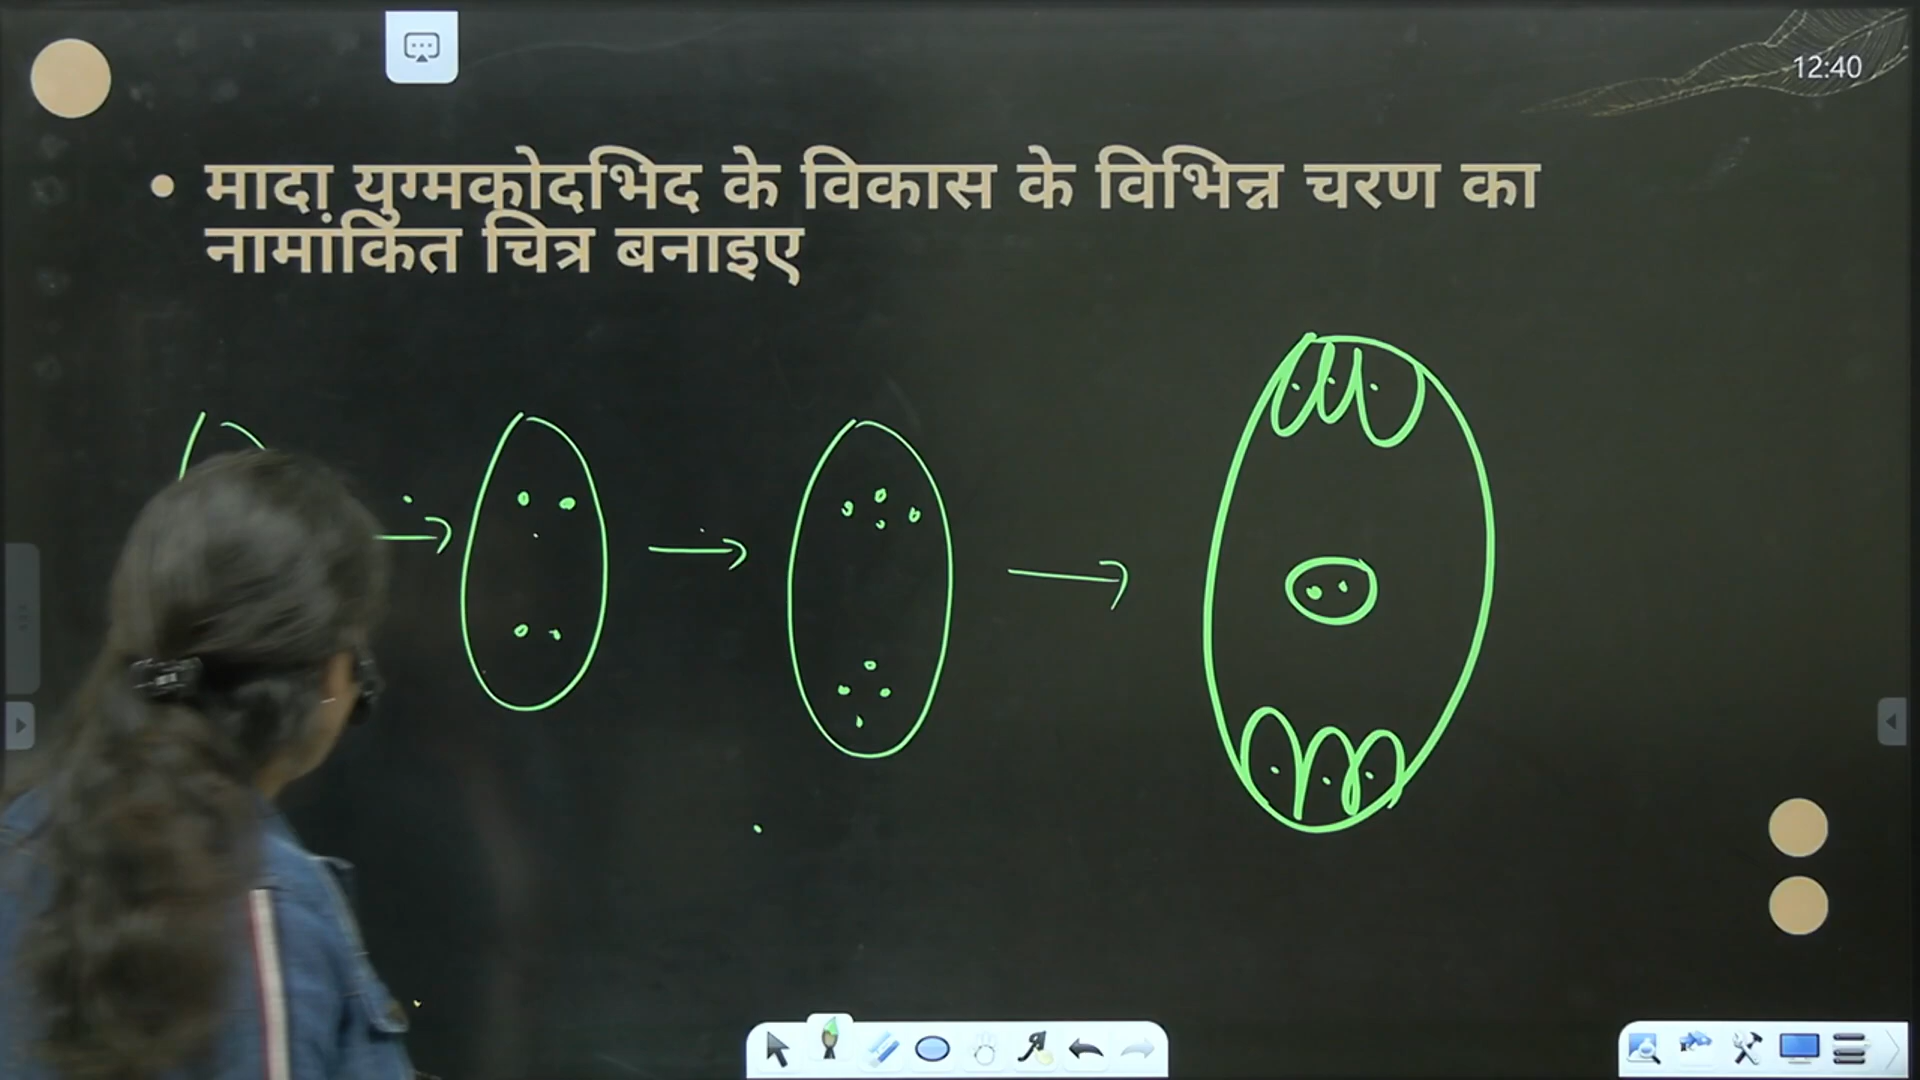 12:40
• मादा युग्मकोदभिद के विकास के विभिन्न चरण का
नामांकित चित्र बनाइए